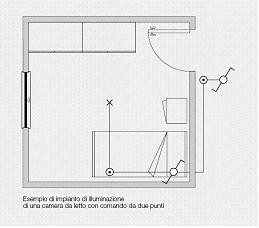 Esempio di impianto di illuminazione
di una camera da letto con comando da due punti